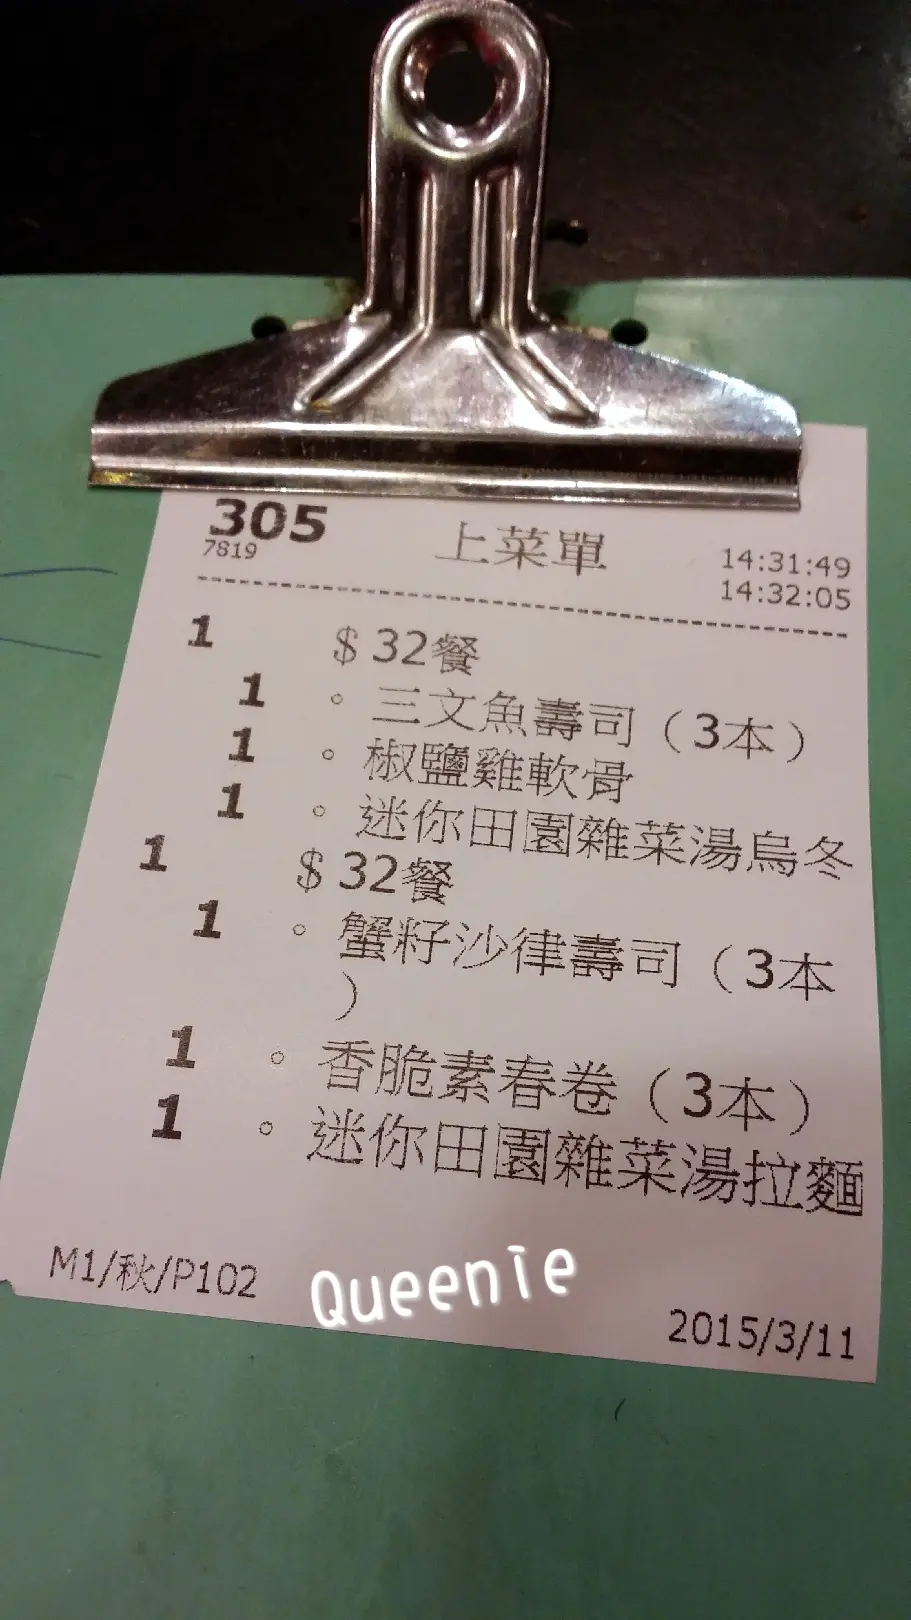 305 上菜單 14:31:49
7819 14:32:05
1 $32餐
1 。三文魚壽司（3本）
1 。椒鹽雞軟骨
1 。迷你田園雜菜湯烏冬
1 $32餐
1 。蟹籽沙律壽司（3本
）
1 。香脆素春卷（3本）
1 。迷你田園雜菜湯拉麵
M1/秋/P102 2015/3/11
Queenie